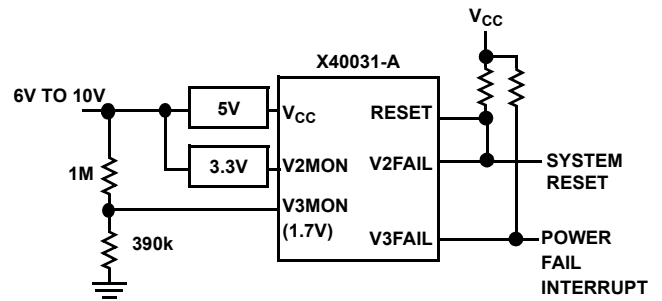 VCC
X40031-A
6V TO 10V
5V
VCC
RESET
3.3V
V2MON
V2FAIL
SYSTEM
RESET
1M
V3MON
(1.7V)
390k
V3FAIL
POWER
FAIL
INTERRUPT